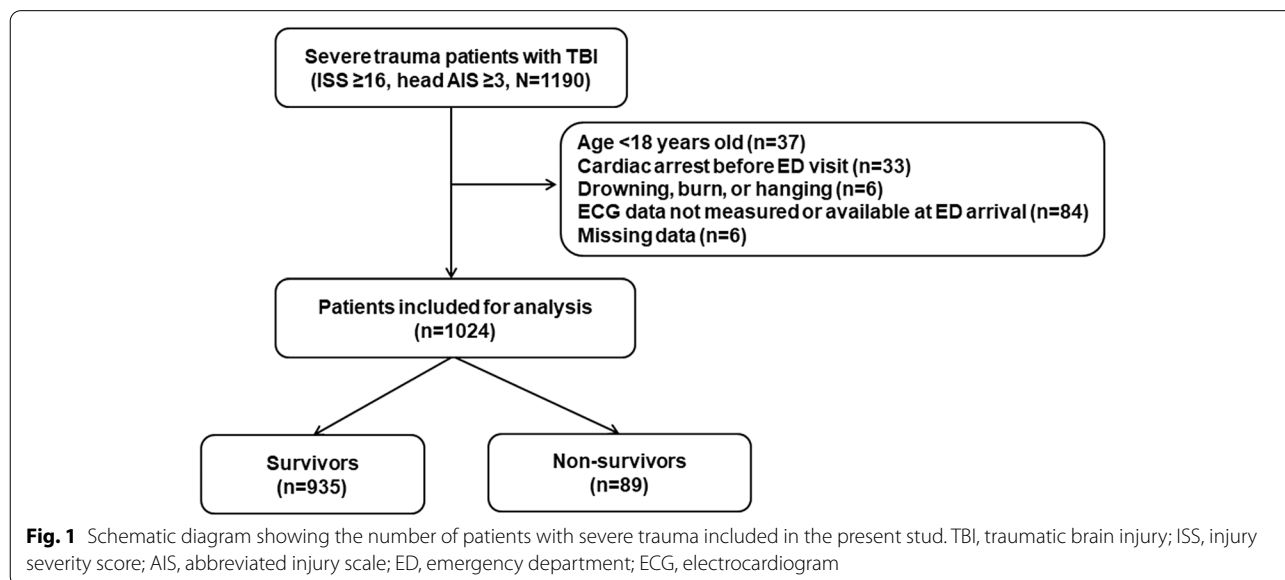 Severe trauma patients with TBI
(ISS ≥16, head AIS ≥3, N=1190)
Age <18 years old (n=37)
Cardiac arrest before ED visit (n=33)
Drowning, burn, or hanging (n=6)
ECG data not measured or available at ED arrival (n=84)
Missing data (n=6)
Patients included for analysis
(n=1024)
Survivors
(n=935)
Non-survivors
(n=89)
Fig. 1 Schematic diagram showing the number of patients with severe trauma included in the present stud. TBI, traumatic brain injury; ISS, injury
severity score; AIS, abbreviated injury scale; ED, emergency department; ECG, electrocardiogram